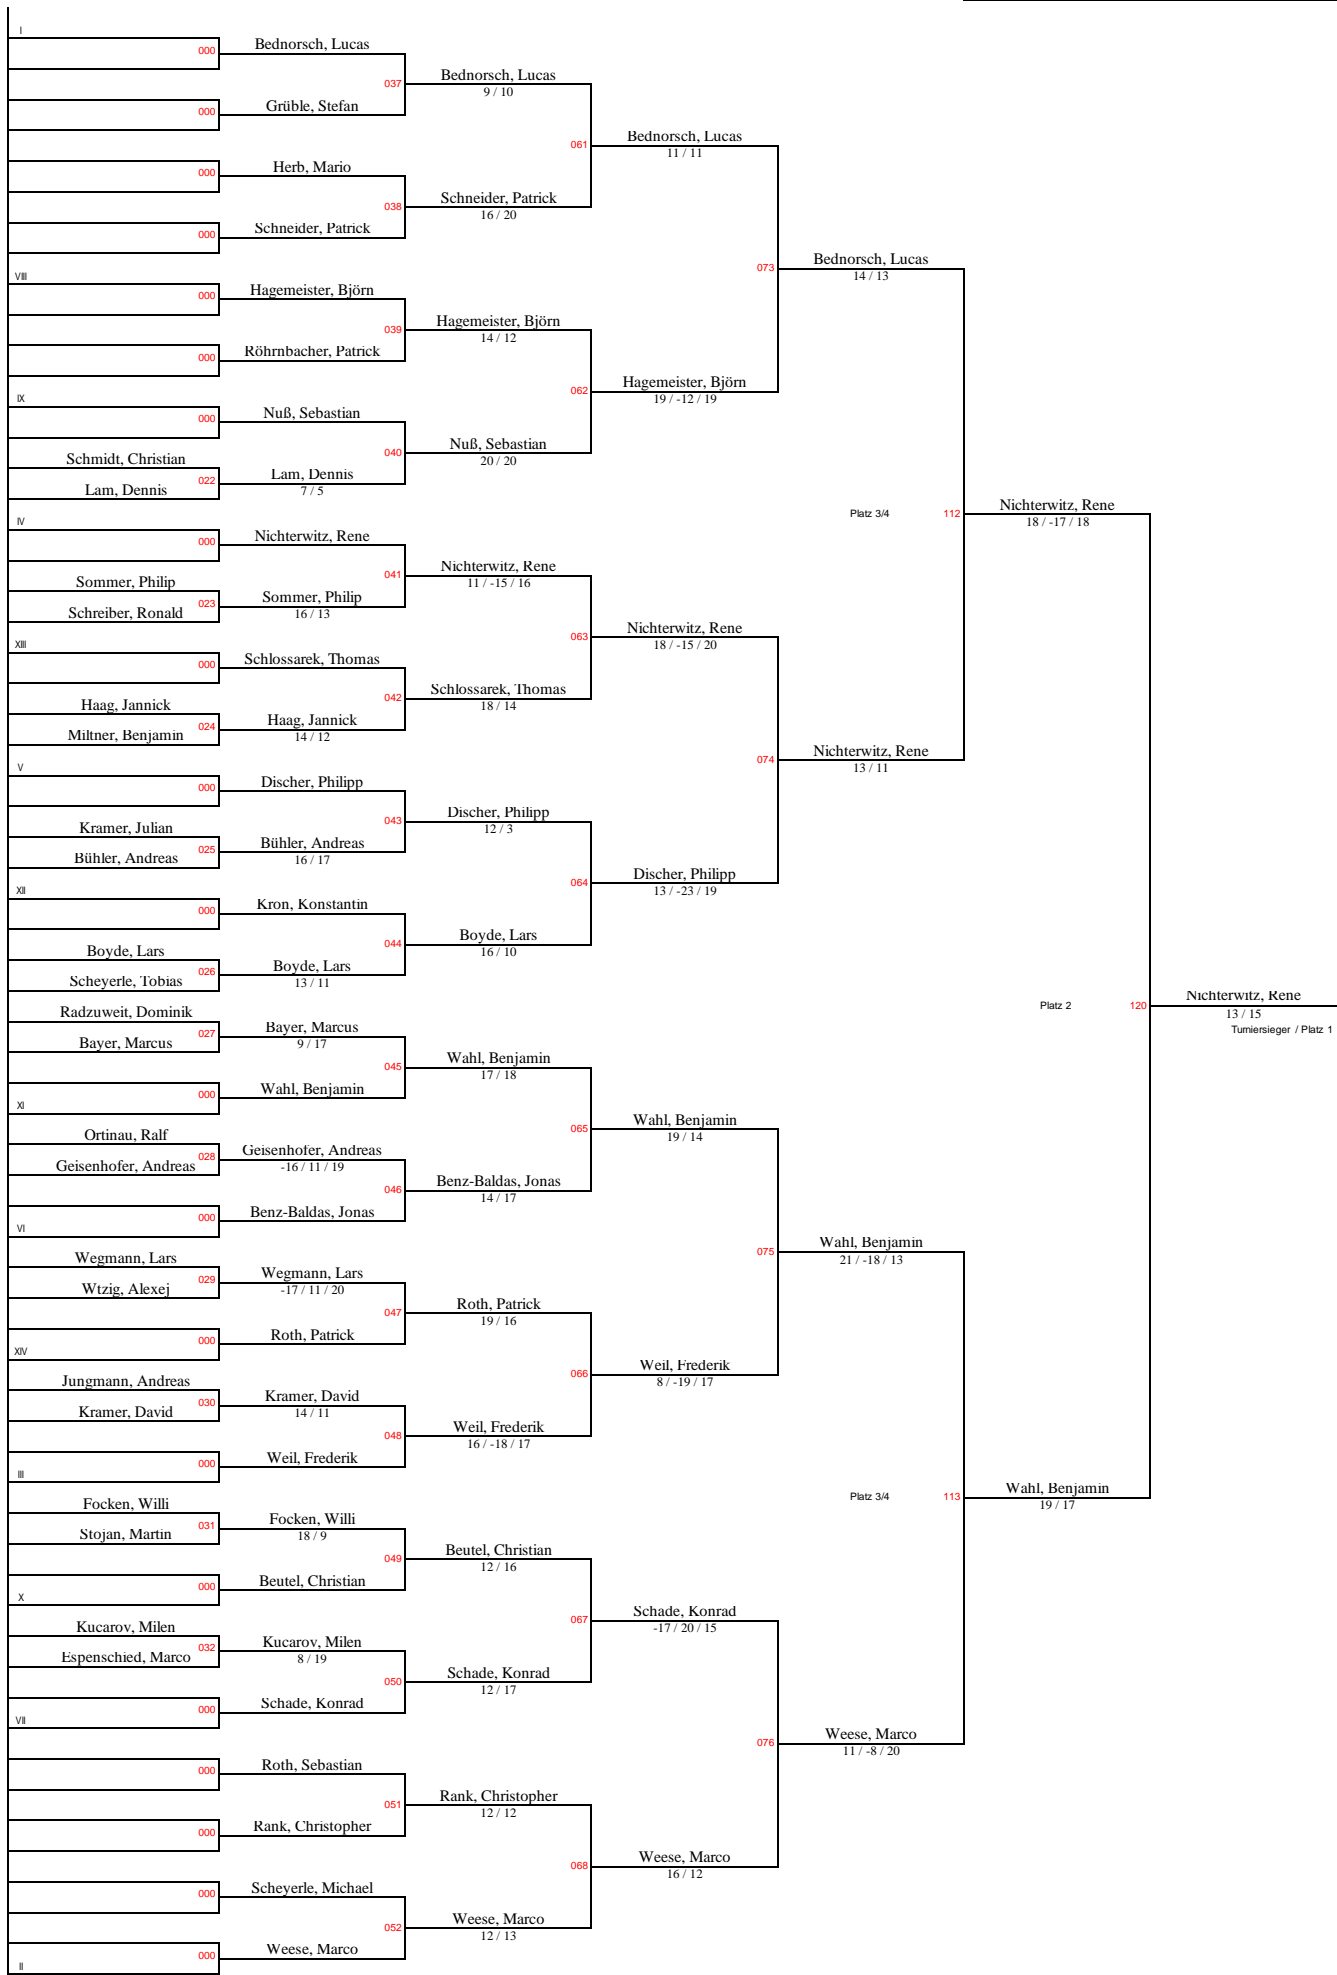 I
000
Bednorsch, Lucas
037
Bednorsch, Lucas
9 / 10
000
Grüble, Stefan
061
Bednorsch, Lucas
11 / 11
000
Herb, Mario
038
Schneider, Patrick
16 / 20
000
Schneider, Patrick
073
Bednorsch, Lucas
14 / 13
VIII
000
Hagemeister, Björn
039
Hagemeister, Björn
14 / 12
000
Röhrnbacher, Patrick
062
Hagemeister, Björn
19 / -12 / 19
IX
000
Nuß, Sebastian
040
Nuß, Sebastian
20 / 20
Schmidt, Christian
022
Lam, Dennis
Lam, Dennis
7 / 5
Platz 3/4
112
Nichterwitz, Rene
18 / -17 / 18
IV
000
Nichterwitz, Rene
041
Nichterwitz, Rene
11 / -15 / 16
Sommer, Philip
023
Schreiber, Ronald
Sommer, Philip
16 / 13
063
Nichterwitz, Rene
18 / -15 / 20
XIII
000
Schlossarek, Thomas
042
Schlossarek, Thomas
18 / 14
Haag, Jannick
024
Miltner, Benjamin
Haag, Jannick
14 / 12
074
Nichterwitz, Rene
13 / 11
V
000
Discher, Philipp
043
Discher, Philipp
12 / 3
Kramer, Julian
025
Bühler, Andreas
Bühler, Andreas
16 / 17
064
Discher, Philipp
13 / -23 / 19
XII
000
Kron, Konstantin
044
Boyde, Lars
16 / 10
Boyde, Lars
026
Scheyerle, Tobias
Boyde, Lars
13 / 11
Platz 2
120
Nichterwitz, Rene
13 / 15
Turniersieger / Platz 1
Radzuweit, Dominik
027
Bayer, Marcus
Bayer, Marcus
9 / 17
045
Wahl, Benjamin
17 / 18
000
XI
Wahl, Benjamin
065
Wahl, Benjamin
19 / 14
Ortinau, Ralf
028
Geisenhofer, Andreas
Geisenhofer, Andreas
-16 / 11 / 19
046
Benz-Baldas, Jonas
14 / 17
000
VI
Benz-Baldas, Jonas
075
Wahl, Benjamin
21 / -18 / 13
Wegmann, Lars
029
Wtzig, Alexej
Wegmann, Lars
-17 / 11 / 20
047
Roth, Patrick
19 / 16
000
XIV
Roth, Patrick
066
Weil, Frederik
8 / -19 / 17
Jungmann, Andreas
030
Kramer, David
Kramer, David
14 / 11
048
Weil, Frederik
16 / -18 / 17
000
III
Weil, Frederik
Platz 3/4
113
Wahl, Benjamin
19 / 17
Focken, Willi
031
Stojan, Martin
Focken, Willi
18 / 9
049
Beutel, Christian
12 / 16
000
X
Beutel, Christian
067
Schade, Konrad
-17 / 20 / 15
Kucarov, Milen
032
Espenschied, Marco
Kucarov, Milen
8 / 19
050
Schade, Konrad
12 / 17
000
VII
Schade, Konrad
076
Weese, Marco
11 / -8 / 20
000
Roth, Sebastian
051
Rank, Christopher
12 / 12
000
Rank, Christopher
068
Weese, Marco
16 / 12
000
Scheyerle, Michael
052
Weese, Marco
12 / 13
000
II
Weese, Marco